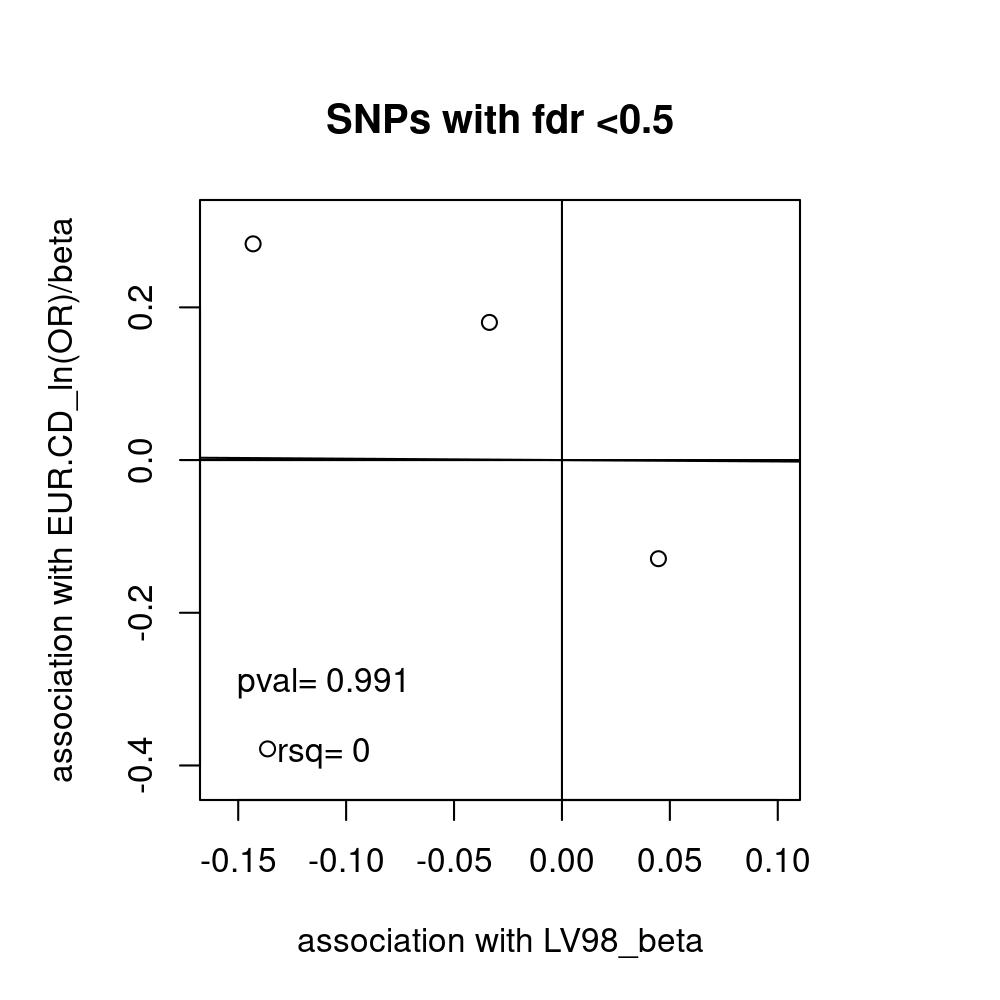 SNPs with fdr <0.5
association with EUR.CD_ln(OR)/beta
0.2
0.0
-0.2
-0.4
pval= 0.991
rsq= 0
-0.15 -0.10 -0.05 0.00 0.05 0.10
association with LV98_beta